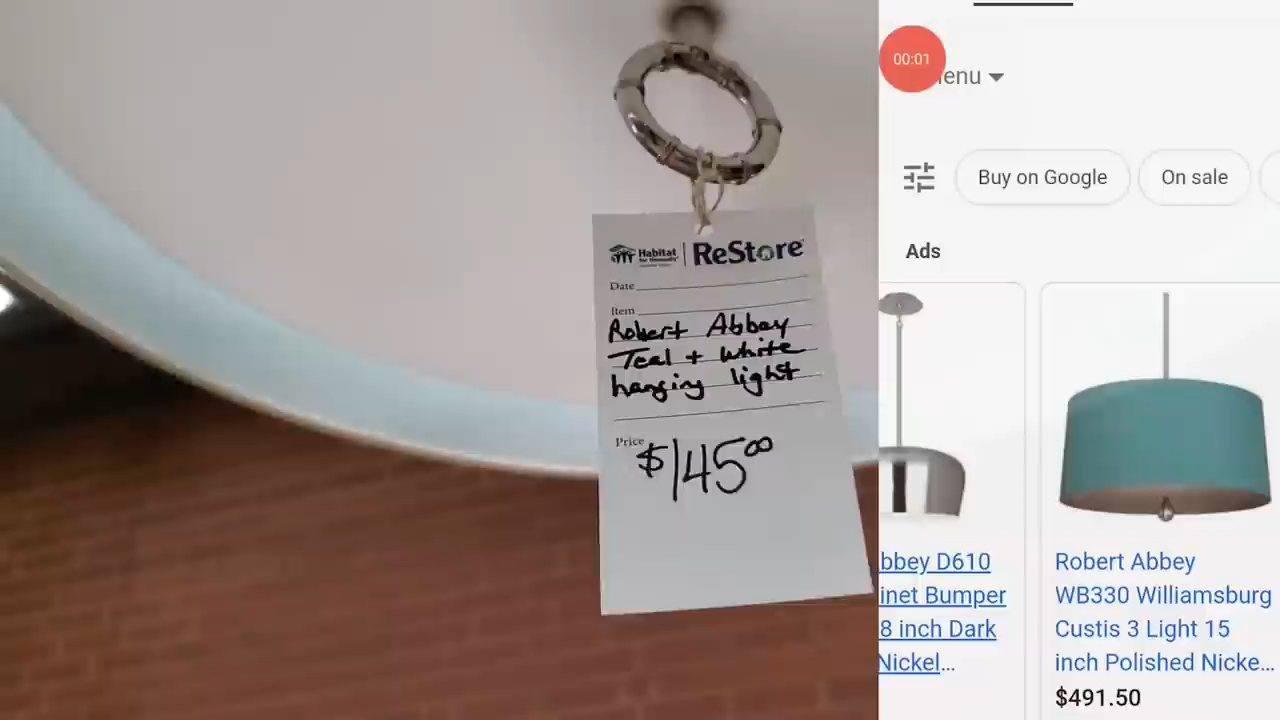 Habitat for Humanity | ReStore
Date
Item
Robert Abbey
Teal + white
hanging light
Price
$145.00
00:01
enu
Buy on Google
On sale
Ads
bbey D610
inet Bumper
8 inch Dark
Nickel...
Robert Abbey
WB330 Williamsburg
Custis 3 Light 15
inch Polished Nicke...
$491.50